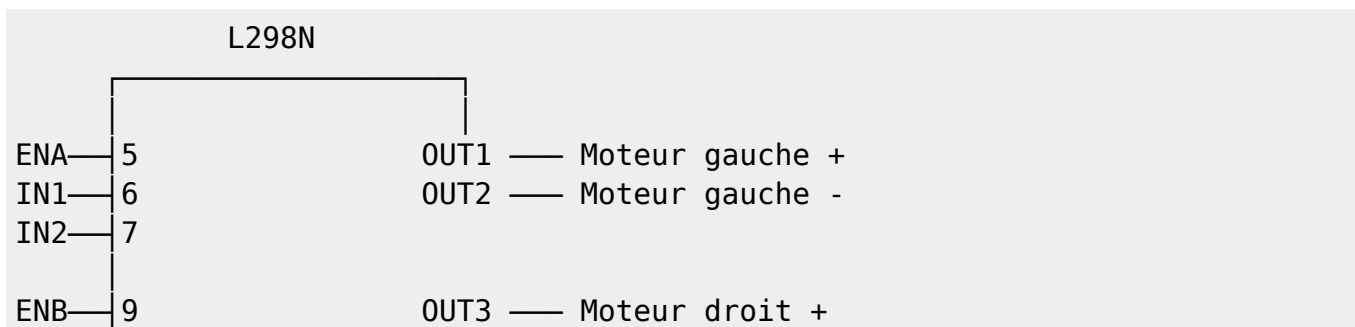 L298N
ENA 5 OUT1 Moteur gauche +
IN1 6 OUT2 Moteur gauche -
IN2 7
ENB 9 OUT3 Moteur droit +